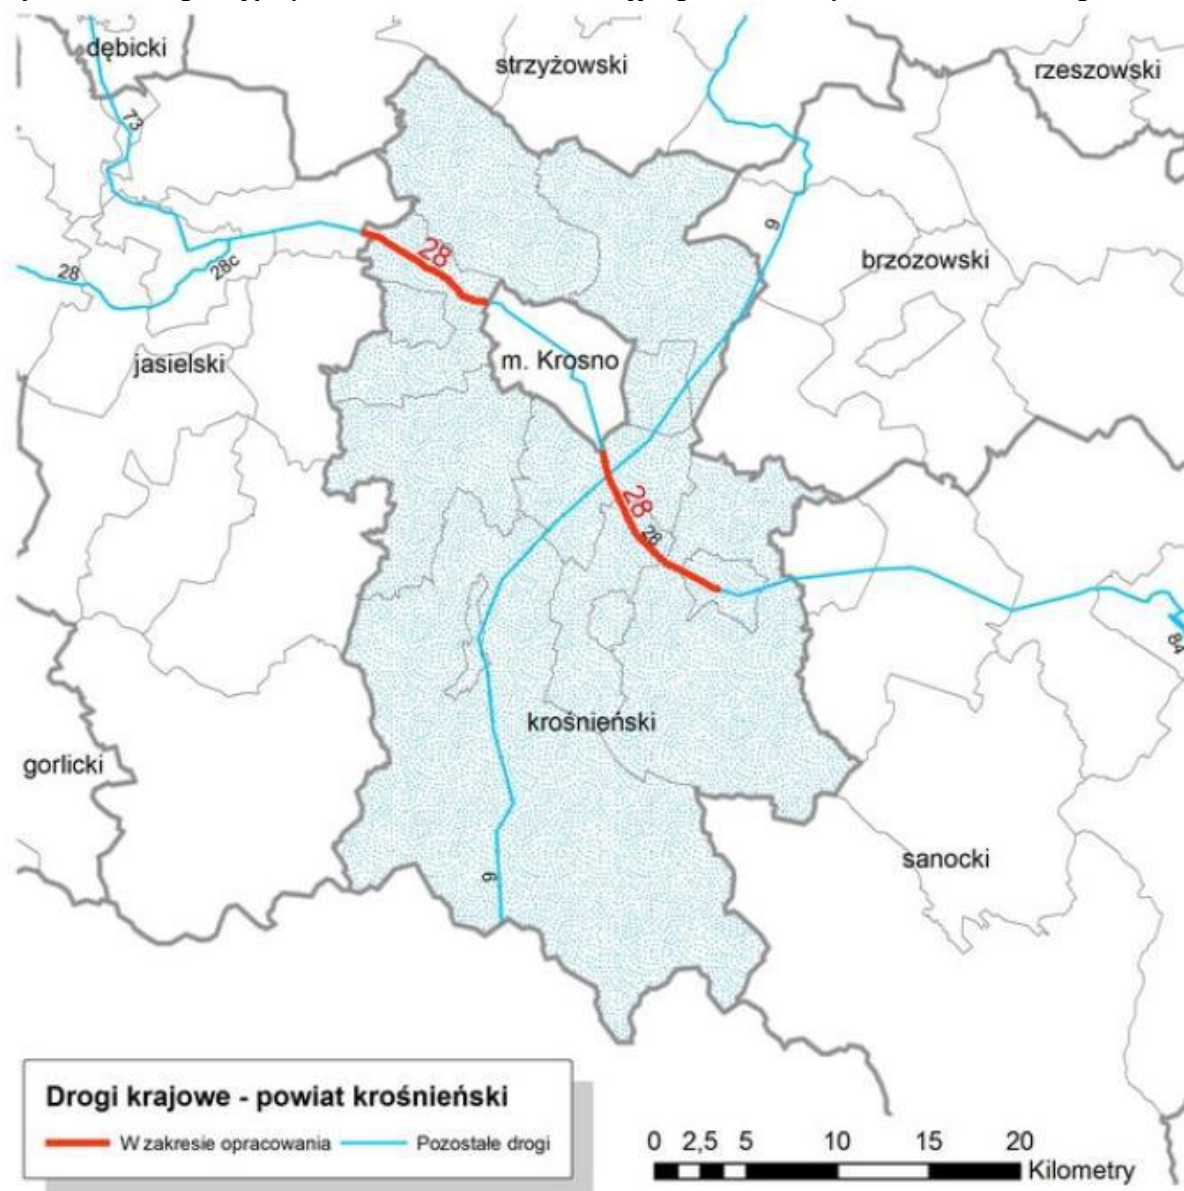 dębicki
strzyżowski
rzeszowski
73
9
28
28
28c
brzozowski
jasielski
m. Krosno
28
28
84
krośnieński
gorlicki
sanocki
9
Drogi krajowe - powiat krośnieński
W zakresie opracowania
Pozostałe drogi
0 2,5 5 10 15 20
Kilometry